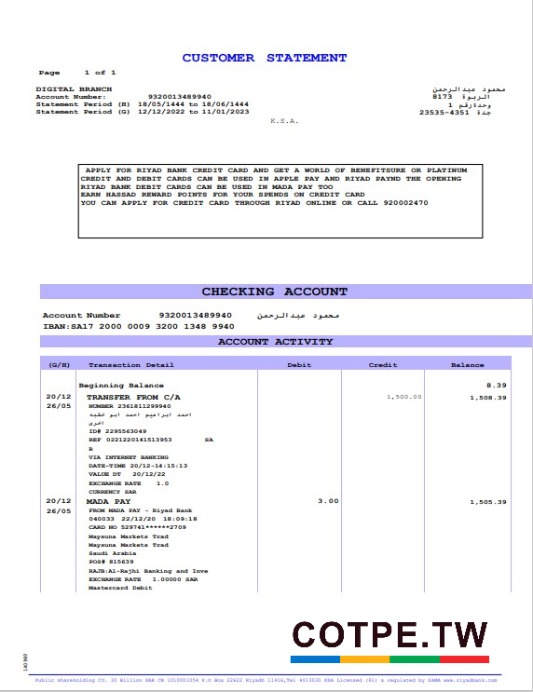 CUSTOMER STATEMENT
Page 1 of 1
DIGITAL BRANCH
Account Number: 9320013489940
Statement Period (H) 18/05/1444 to 18/06/1444
Statement Period (G) 12/12/2022 to 11/01/2023
محمود عبدالرحمن
الربوة 8173
وحدةرقم 1
جدة 23535-4351
K.S.A.
APPLY FOR RIYAD BANK CREDIT CARD AND GET A WORLD OF BENEFITSURE OR PLATINUM
CREDIT AND DEBIT CARDS CAN BE USED IN APPLE PAY AND RIYAD PAYND THE OPENING
RIYAD BANK DEBIT CARDS CAN BE USED IN MADA PAY TOO
EARN HASSAD REWARD POINTS FOR YOUR SPENDS ON CREDIT CARD
YOU CAN APPLY FOR CREDIT CARD THROUGH RIYAD ONLINE OR CALL 920002470
CHECKING ACCOUNT
Account Number 9320013489940 محمود عبدالرحمن
IBAN:SA17 2000 0009 3200 1348 9940
ACCOUNT ACTIVITY
(G/H) Transaction Detail Debit Credit Balance
Beginning Balance 8.39
20/12 TRANSFER FROM C/A 1,500.00 1,508.39
26/05 NUMBER 2361811299940
احمد ابراهيم احمد ابو خطبه
اخرى
ID# 2295563049
REF 0221220141513953 SA
R
VIA INTERNET BANKING
DATE-TIME 20/12-14:15:13
VALUE DT 20/12/22
EXCHANGE RATE 1.0
CURRENCY SAR
20/12 MADA PAY 3.00 1,505.39
26/05 FROM MADA PAY - Riyad Bank
040033 22/12/20 18:09:18
CARD NO 529741******2709
Maysuna Markets Trad
Maysuna Markets Trad
Saudi Arabia
POS# 815639
RAJB:Al-Rajhi Banking and Inve
EXCHANGE RATE 1.00000 SAR
Mastercard Debit
COTPE.TW
140380
Public shareholding CO. 30 Billion SAR CR 1010001054 P.O Box 22622 Riyadh 11416,Tel 4013030 KSA Licensed (91) & regulated by SAMA www.riyadbank.com